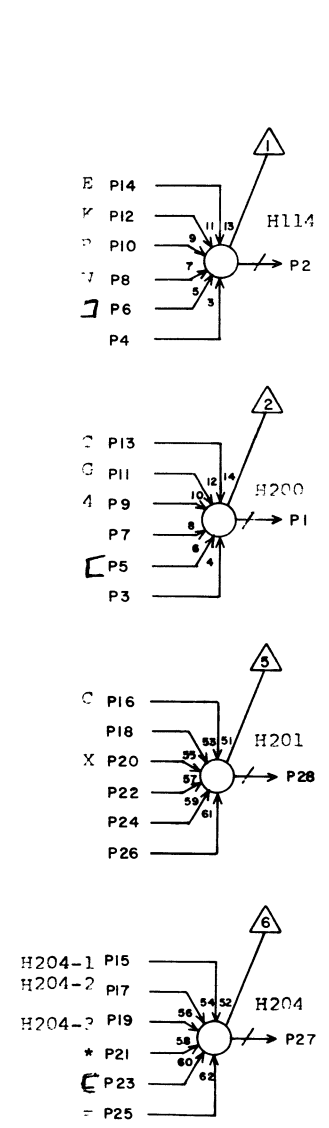 1
E P14
K P12 11 13 H114
P10 9
P8 7 P2
] P6 5
P4 3
2
P13
G P11 12 14
4 P9 10 H200
P7 8 P1
[ P5 6
P3 4
5
C P16
P18 53 51 H201
X P20 55
P22 57 P28
P24 59
P26 61
6
H204-1 P15
H204-2 P17 54 52 H204
P19 56
* P21 58 P27
[ P23 60
= P25 62